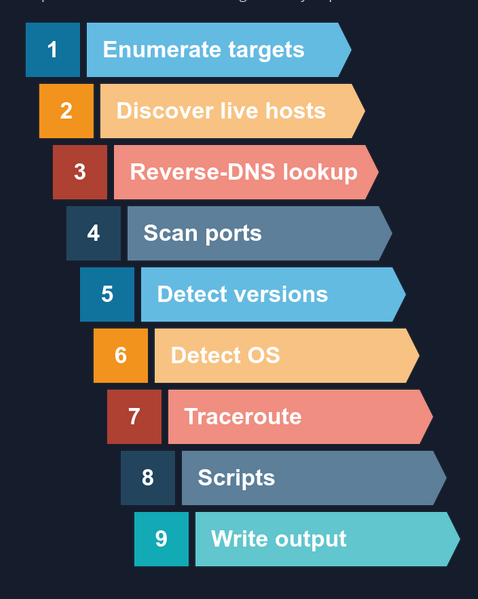 1 Enumerate targets
2 Discover live hosts
3 Reverse-DNS lookup
4 Scan ports
5 Detect versions
6 Detect OS
7 Traceroute
8 Scripts
9 Write output